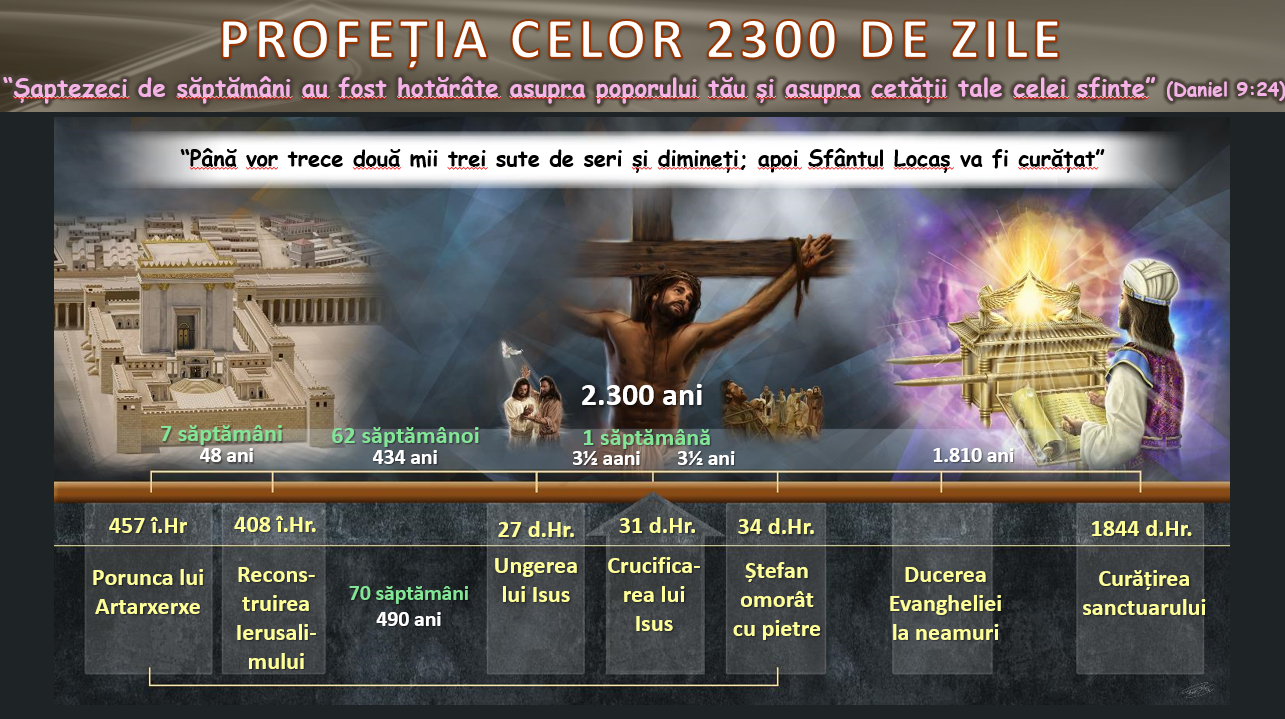 PROFEȚIA CELOR 2300 DE ZILE
“Șaptezeci de săptămâni au fost hotărâte asupra poporului tău și asupra cetății tale celei sfinte” (Daniel 9:24)
“Până vor trece două mii trei sute de seri și dimineți; apoi Sfântul Locaș va fi curățat”
2.300 ani
7 săptămâni
48 ani
62 săptămânoi
434 ani
1 săptămână
3½ aani
3½ ani
1.810 ani
457 î.Hr
Porunca lui
Artarxerxe
408 î.Hr.
Recons-
truirea
Ierusali-
mului
70 săptămâni
490 ani
27 d.Hr.
Ungerea
lui Isus
31 d.Hr.
Crucifica-
rea lui
Isus
34 d.Hr.
Ștefan
omorât
cu pietre
Ducerea
Evangheliei
la neamuri
1844 d.Hr.
Curățirea
sanctuarului